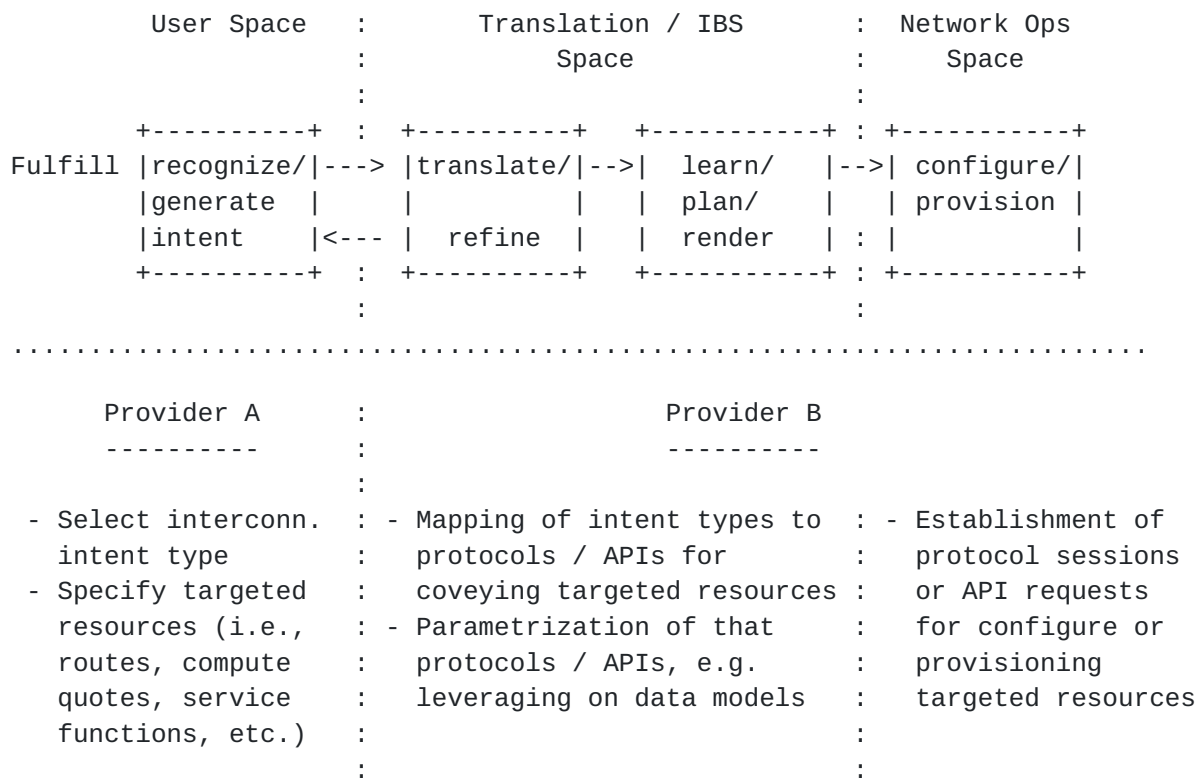 User Space   :       Translation / IBS       :  Network Ops
                      :            Space              :     Space
                      :                               :
        +----------+  :  +----------+   +-----------+ : +-----------+
Fulfill |recognize/|---> |translate/|-->|  learn/   |-->| configure/|
        |generate  |     |          |   |  plan/    |   | provision |
        |intent    |<--- |  refine  |   |  render   | : |           |
        +----------+  :  +----------+   +-----------+ : +-----------+
                      :                               :
.........................................................................
      Provider A      :                   Provider B
      ----------      :                   ----------
                      :
 - Select interconn.  : - Mapping of intent types to  : - Establishment of
   intent type        :   protocols / APIs for        :   protocol sessions
 - Specify targeted   :   coveying targeted resources :   or API requests
   resources (i.e.,   : - Parametrization of that     :   for configure or
   routes, compute    :   protocols / APIs, e.g.      :   provisioning
   quotes, service    :   leveraging on data models   :   targeted resources
   functions, etc.)   :                               :
                      :                               :